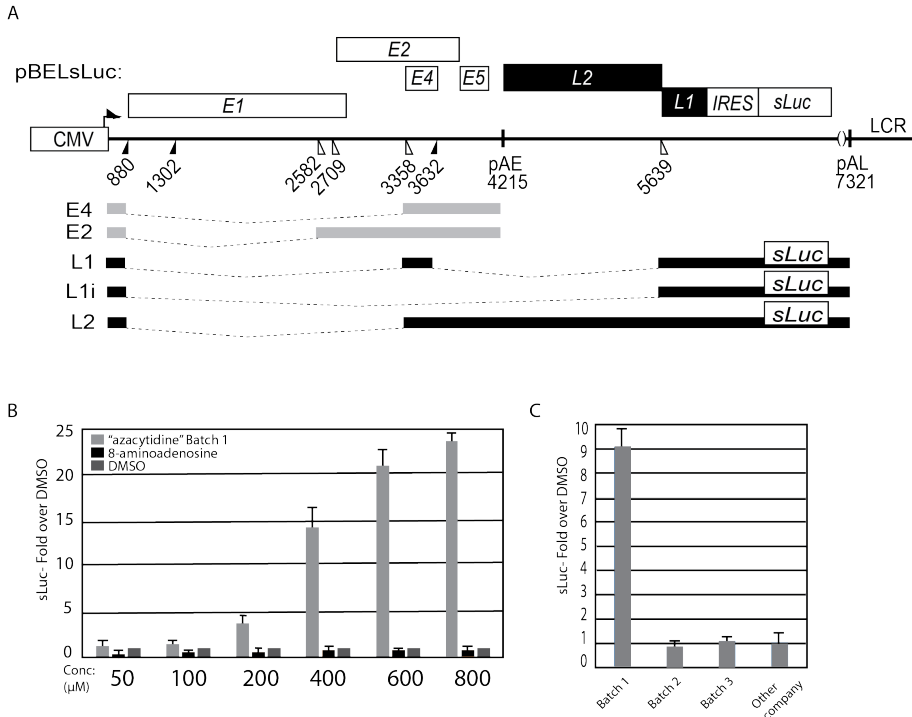 A
pBELsLuc:
E2
E4
E5
L2
E1
L1
IRES
sLuc
CMV
LCR
880
1302
2582
2709
3358
3632
pAE
4215
5639
pAL
7321
E4
E2
L1
sLuc
L1i
sLuc
L2
sLuc
B
sLuc- Fold over DMSO
25
20
15
10
5
0
"azacytidine" Batch 1
8-aminoadenosine
DMSO
Conc:
(µM)
50
100
200
400
600
800
C
sLuc- Fold over DMSO
10
9
8
7
6
5
4
3
2
1
0
Batch 1
Batch 2
Batch 3
Other
company